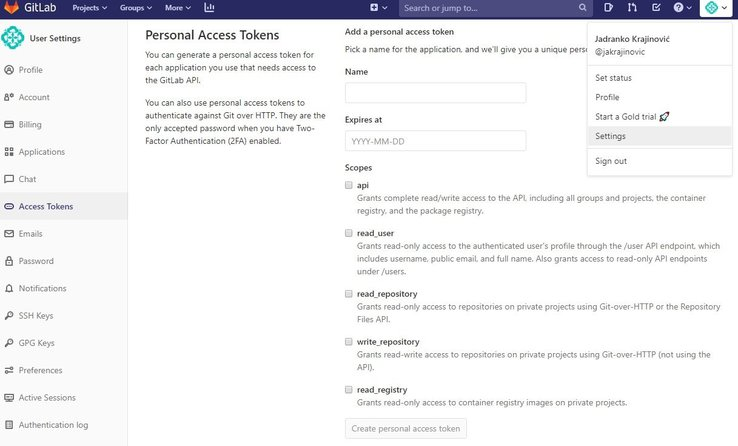 GitLab
Projects
Groups
More
Search or jump to...
User Settings
Profile
Account
Billing
Applications
Chat
Access Tokens
Emails
Password
Notifications
SSH Keys
GPG Keys
Preferences
Active Sessions
Authentication log
Personal Access Tokens
You can generate a personal access token for
each application you use that needs access to
the GitLab API.
You can also use personal access tokens to
authenticate against Git over HTTP. They are the
only accepted password when you have Two-
Factor Authentication (2FA) enabled.
Add a personal access token
Pick a name for the application, and we'll give you a unique perso
Name
Expires at
YYYY-MM-DD
Scopes
api
Grants complete read/write access to the API, including all groups and projects, the container
registry, and the package registry.
read_user
Grants read-only access to the authenticated user's profile through the /user API endpoint, which
includes username, public email, and full name. Also grants access to read-only API endpoints
under /users.
read_repository
Grants read-only access to repositories on private projects using Git-over-HTTP or the Repository
Files API.
write_repository
Grants read-write access to repositories on private projects using Git-over-HTTP (not using the
API).
read_registry
Grants read-only access to container registry images on private projects.
Create personal access token
Jadranko Krajinović
@jakrajinovic
Set status
Profile
Start a Gold trial
Settings
Sign out